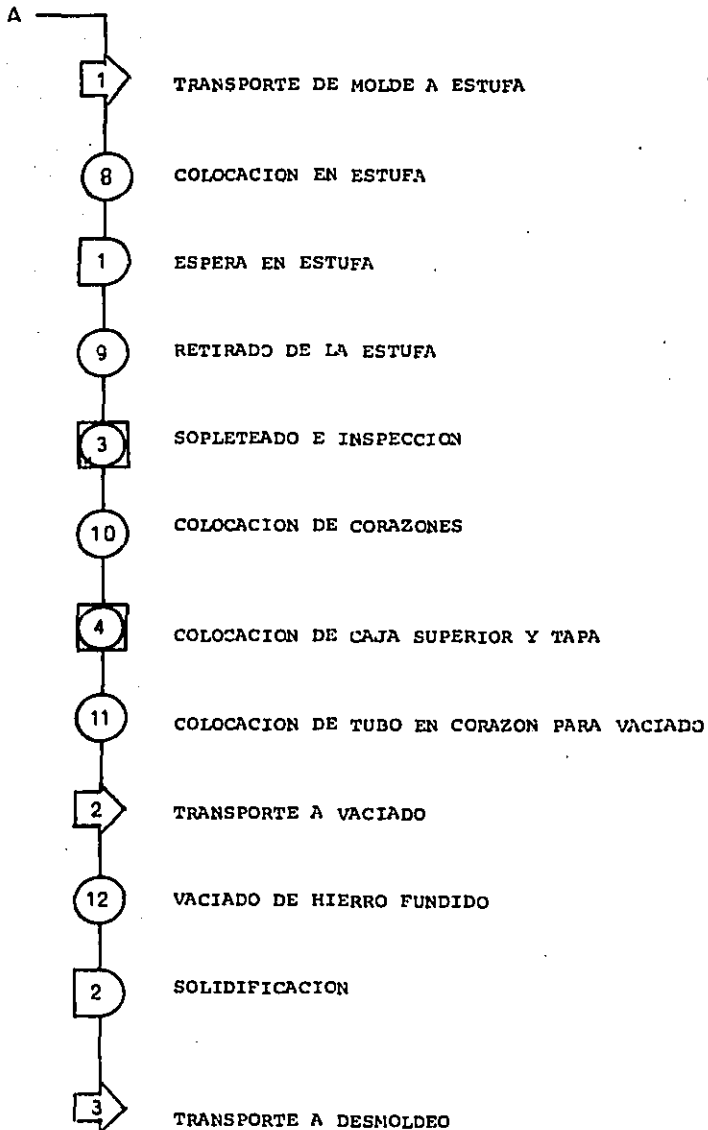 A
1 TRANSPORTE DE MOLDE A ESTUFA
8 COLOCACION EN ESTUFA
1 ESPERA EN ESTUFA
9 RETIRADO DE LA ESTUFA
3 SOPLETEADO E INSPECCION
10 COLOCACION DE CORAZONES
4 COLOCACION DE CAJA SUPERIOR Y TAPA
11 COLOCACION DE TUBO EN CORAZON PARA VACIADO
2 TRANSPORTE A VACIADO
12 VACIADO DE HIERRO FUNDIDO
2 SOLIDIFICACION
3 TRANSPORTE A DESMOLDEO